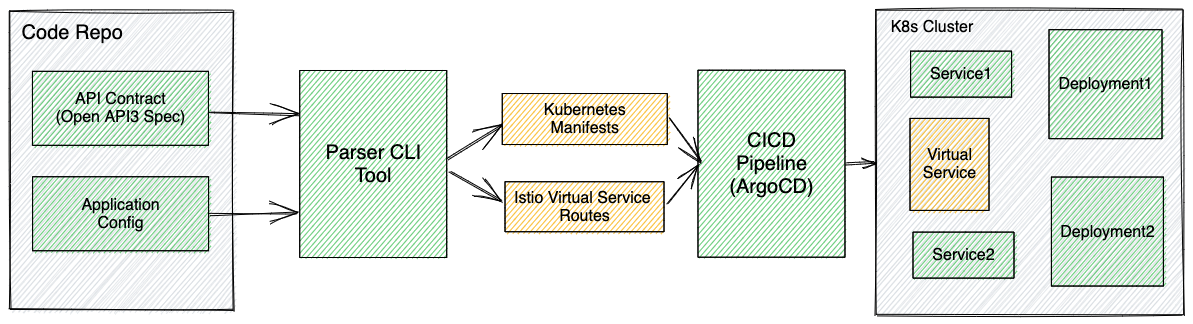 Code Repo
API Contract
(Open API3 Spec)
Application
Config
Parser CLI
Tool
Kubernetes
Manifests
Istio Virtual Service
Routes
CICD
Pipeline
(ArgoCD)
K8s Cluster
Service1
Deployment1
Virtual
Service
Service2
Deployment2